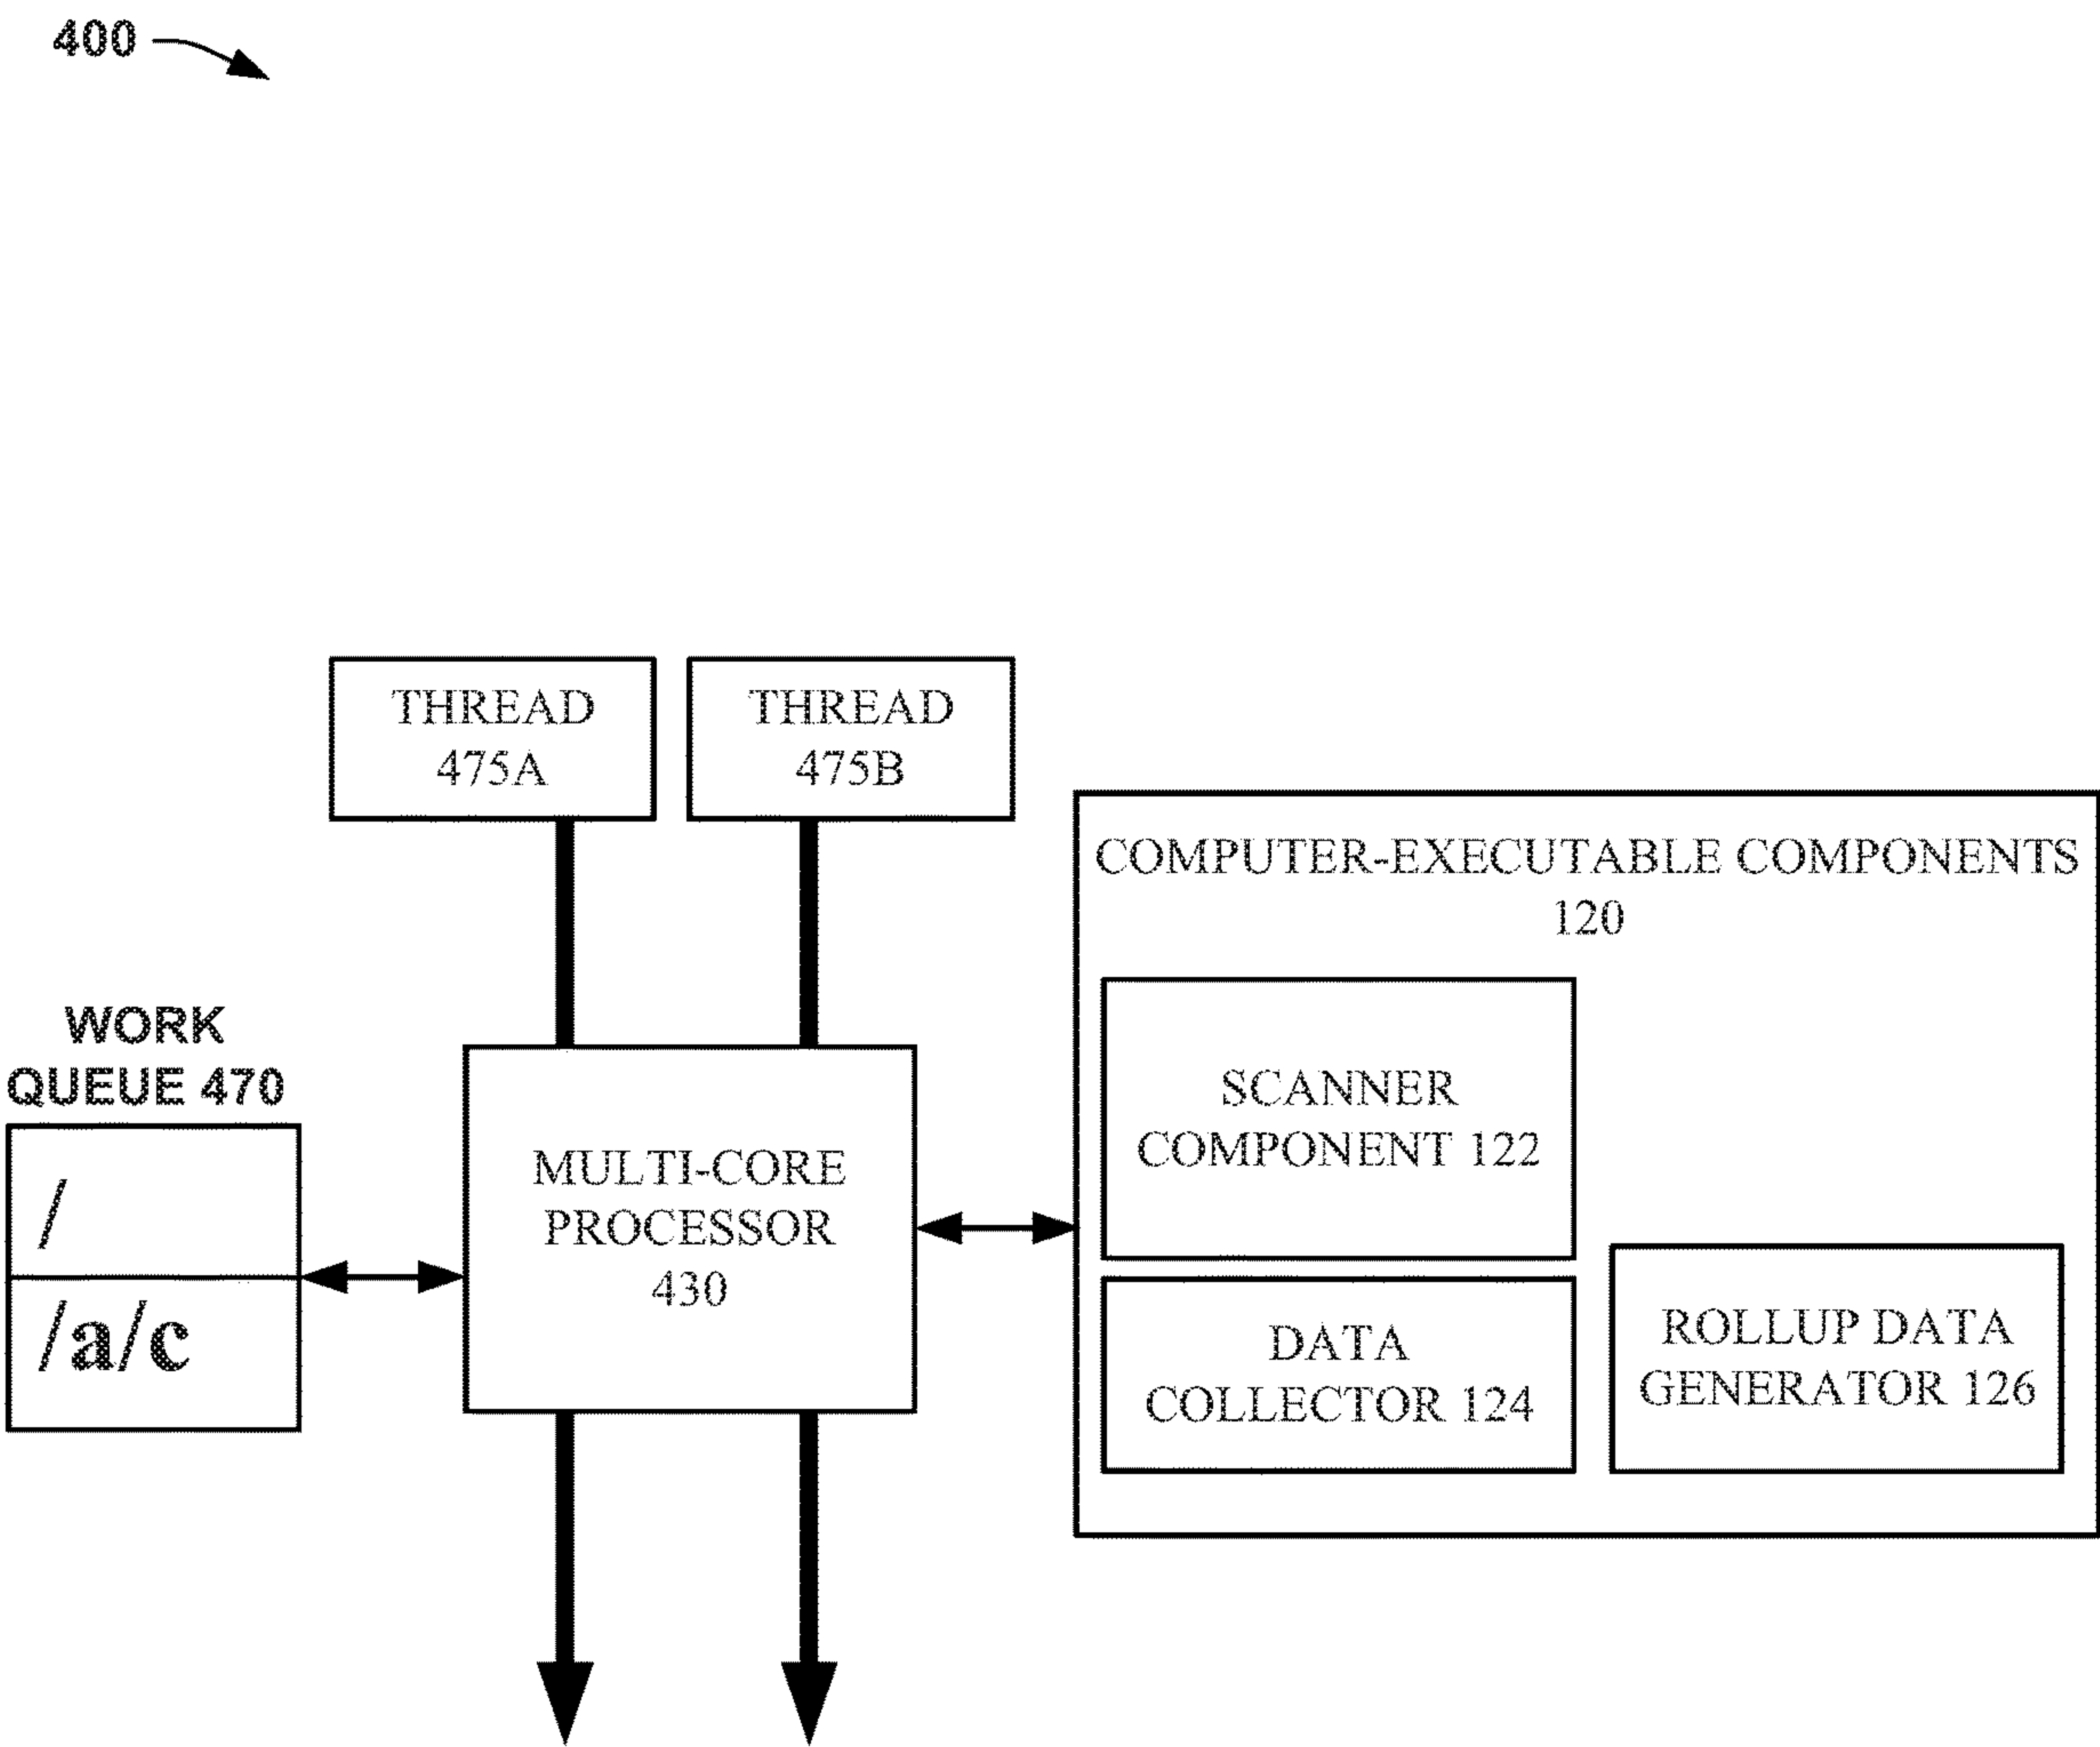 400
THREAD
475A
THREAD
475B
COMPUTER-EXECUTABLE COMPONENTS
120
WORK
QUEUE 470
/
/a/c
MULTI-CORE
PROCESSOR
430
SCANNER
COMPONENT 122
DATA
COLLECTOR 124
ROLLUP DATA
GENERATOR 126